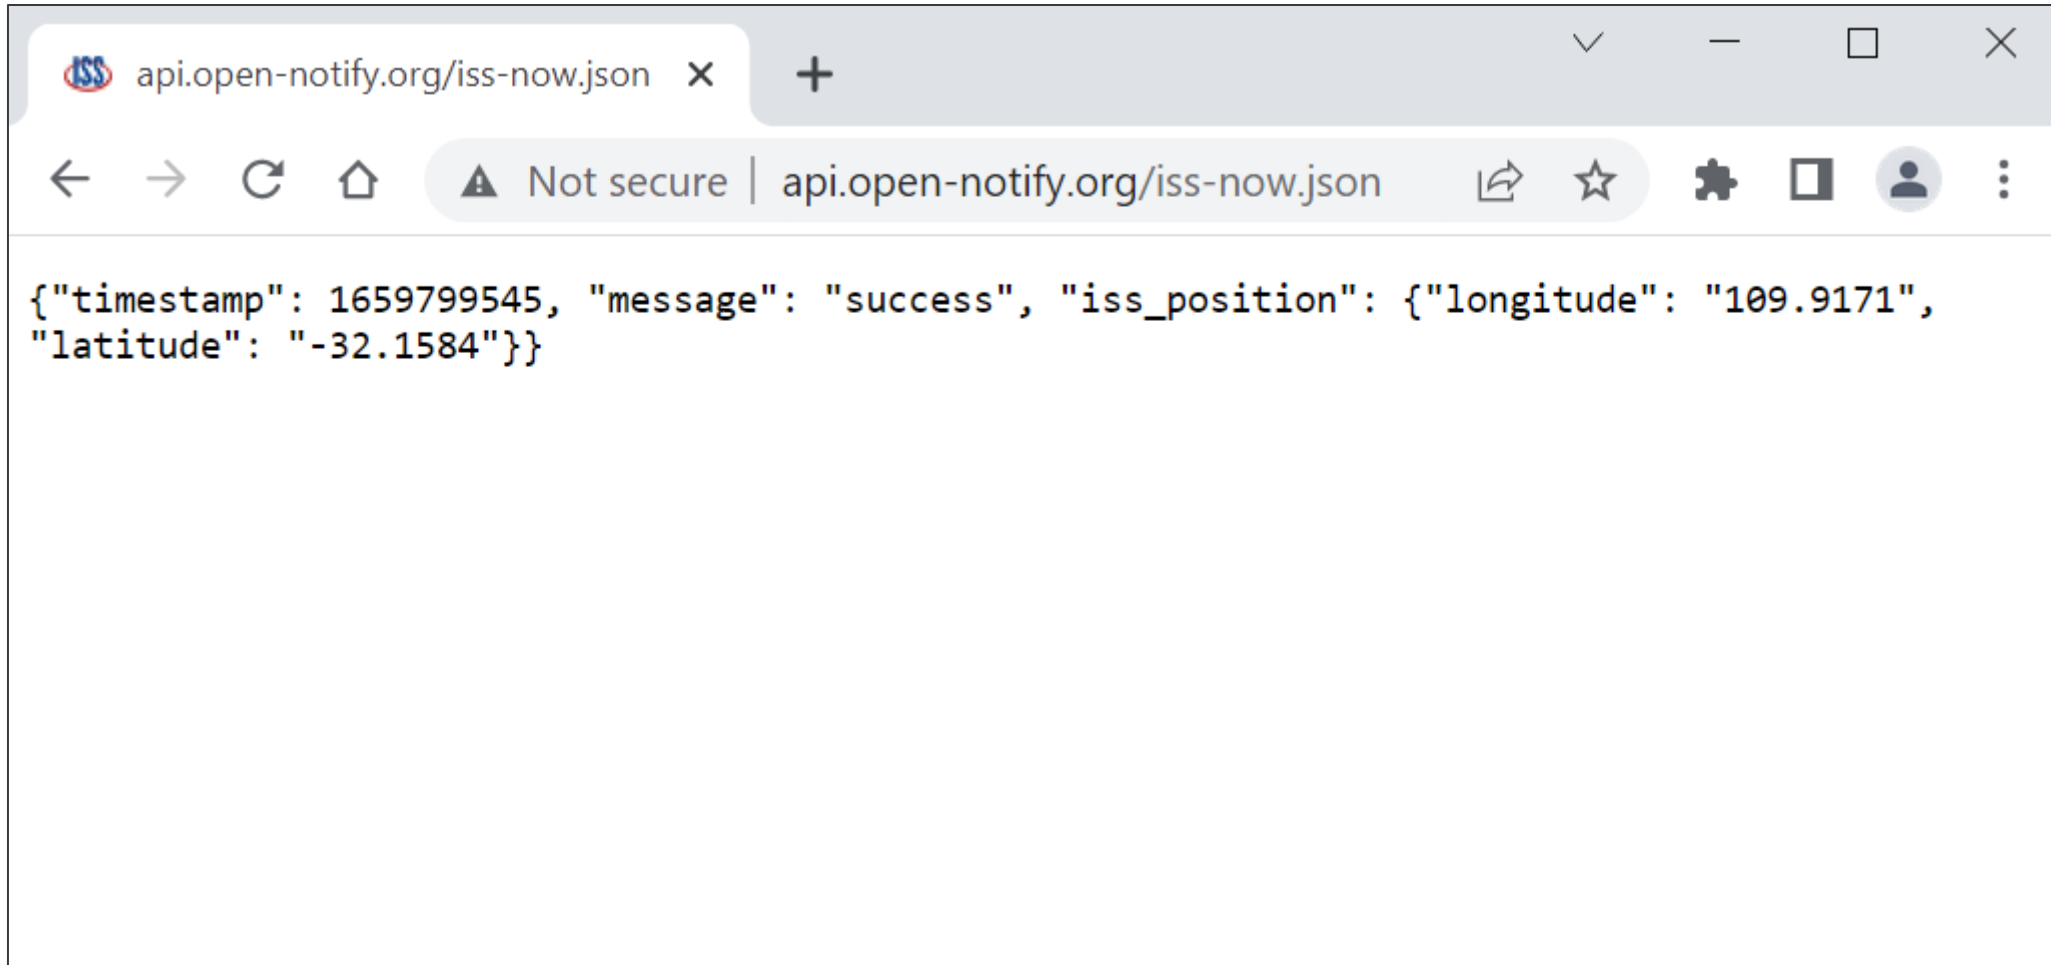 ISS api.open-notify.org/iss-now.json
Not secure | api.open-notify.org/iss-now.json
{"timestamp": 1659799545, "message": "success", "iss_position": {"longitude": "109.9171",
"latitude": "-32.1584"}}